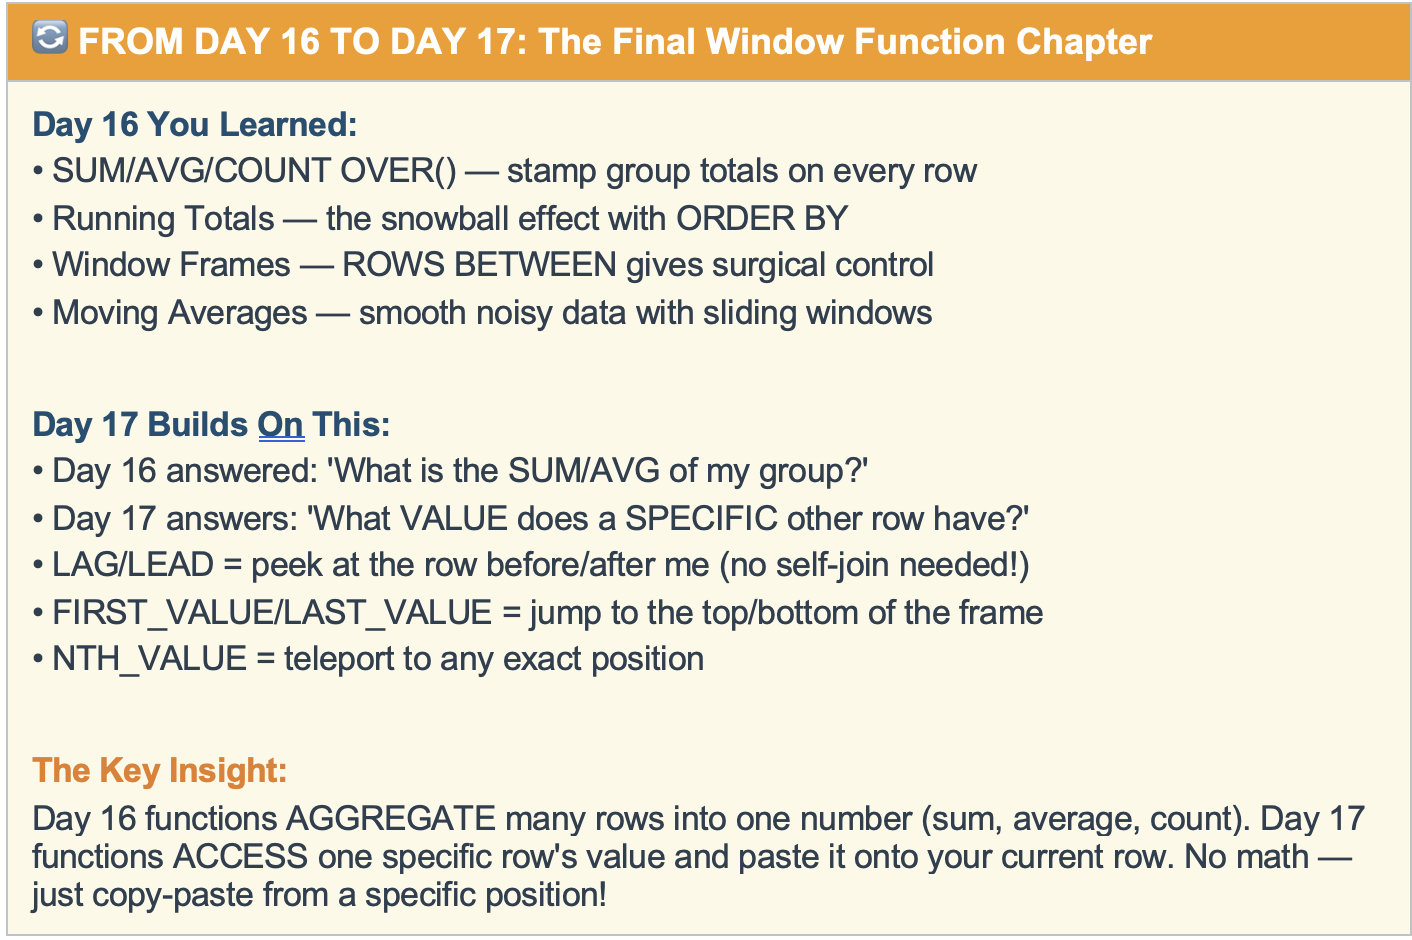 FROM DAY 16 TO DAY 17: The Final Window Function Chapter
Day 16 You Learned:
• SUM/AVG/COUNT OVER() — stamp group totals on every row
• Running Totals — the snowball effect with ORDER BY
• Window Frames — ROWS BETWEEN gives surgical control
• Moving Averages — smooth noisy data with sliding windows
Day 17 Builds On This:
• Day 16 answered: 'What is the SUM/AVG of my group?'
• Day 17 answers: 'What VALUE does a SPECIFIC other row have?'
• LAG/LEAD = peek at the row before/after me (no self-join needed!)
• FIRST_VALUE/LAST_VALUE = jump to the top/bottom of the frame
• NTH_VALUE = teleport to any exact position
The Key Insight:
Day 16 functions AGGREGATE many rows into one number (sum, average, count). Day 17
functions ACCESS one specific row's value and paste it onto your current row. No math —
just copy-paste from a specific position!